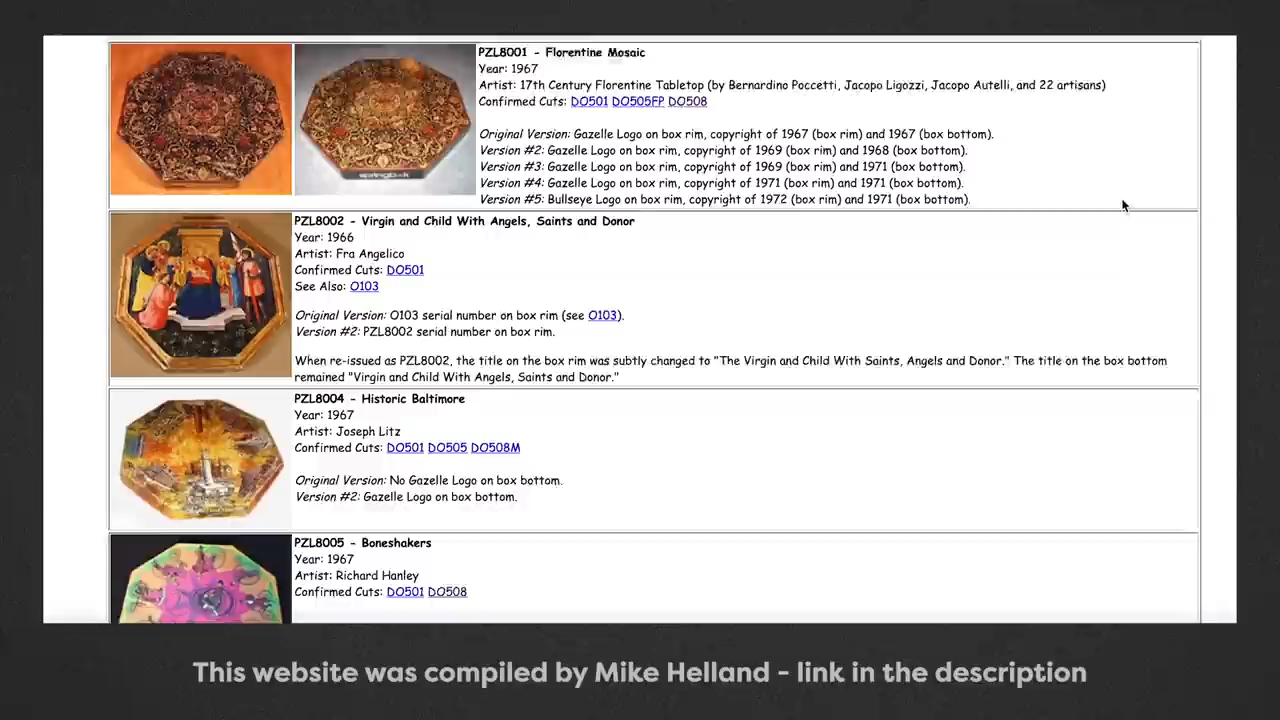 PZL8001 - Florentine Mosaic
Year: 1967
Artist: 17th Century Florentine Tabletop (by Bernardino Poccetti, Jacopo Ligozzi, Jacopo Autelli, and 22 artisans)
Confirmed Cuts: DO501 DO505FP DO508
Original Version: Gazelle Logo on box rim, copyright of 1967 (box rim) and 1967 (box bottom).
Version #2: Gazelle Logo on box rim, copyright of 1969 (box rim) and 1968 (box bottom).
Version #3: Gazelle Logo on box rim, copyright of 1969 (box rim) and 1971 (box bottom).
Version #4: Gazelle Logo on box rim, copyright of 1971 (box rim) and 1971 (box bottom).
Version #5: Bullseye Logo on box rim, copyright of 1972 (box rim) and 1971 (box bottom).
springbok
PZL8002 - Virgin and Child With Angels, Saints and Donor
Year: 1966
Artist: Fra Angelico
Confirmed Cuts: DO501
See Also: O103
Original Version: O103 serial number on box rim (see O103).
Version #2: PZL8002 serial number on box rim.
When re-issued as PZL8002, the title on the box rim was subtly changed to "The Virgin and Child With Saints, Angels and Donor." The title on the box bottom
remained "Virgin and Child With Angels, Saints and Donor."
PZL8004 - Historic Baltimore
Year: 1967
Artist: Joseph Litz
Confirmed Cuts: DO501 DO505 DO508M
Original Version: No Gazelle Logo on box bottom.
Version #2: Gazelle Logo on box bottom.
PZL8005 - Boneshakers
Year: 1967
Artist: Richard Hanley
Confirmed Cuts: DO501 DO508
This website was compiled by Mike Helland - link in the description